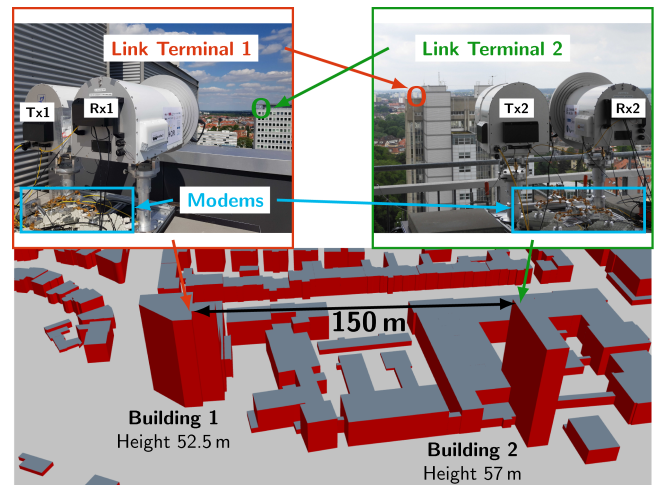 Link Terminal 1
Link Terminal 2
Tx1
Rx1
Tx2
Rx2
Modems
150 m
Building 1
Height 52.5 m
Building 2
Height 57 m